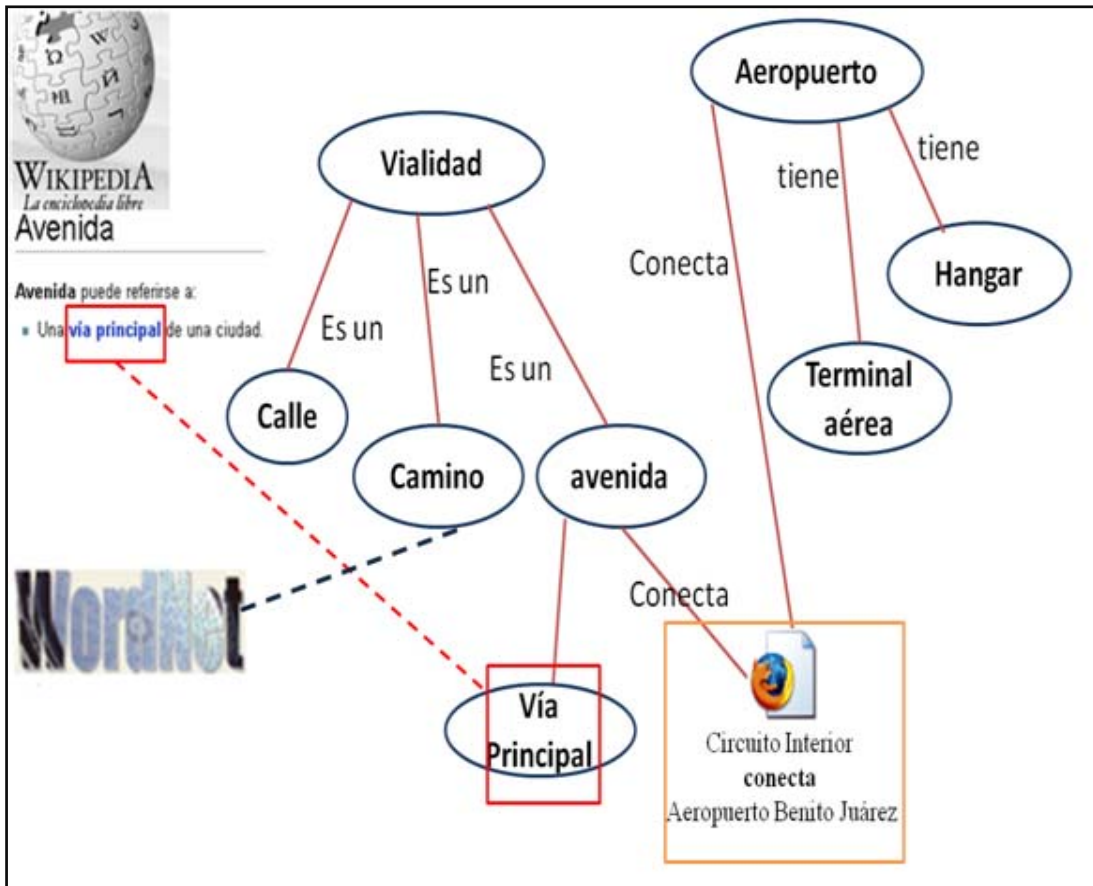 WIKIPEDIA
La enciclopedia libre
Avenida
Avenida puede referirse a:
Una vía principal de una ciudad.
Aeropuerto
Vialidad
tiene
tiene
Conecta
Hangar
Es un
Es un
Es un
Terminal
aérea
Calle
Camino
avenida
WordNet
Conecta
Vía
Principal
Circuito Interior
conecta
Aeropuerto Benito Juárez